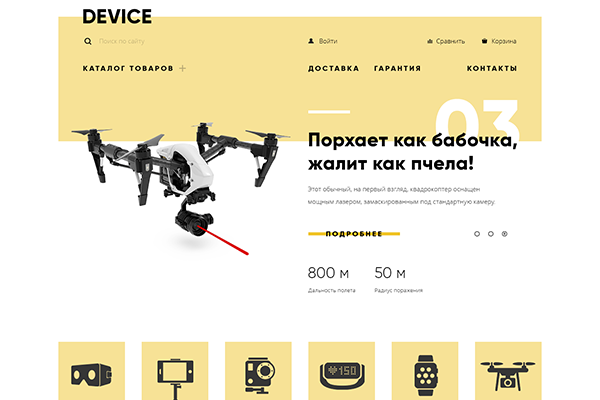 DEVICE
Поиск по сайту
Войти
Сравнить
Корзина
КАТАЛОГ ТОВАРОВ +
ДОСТАВКА
ГАРАНТИЯ
КОНТАКТЫ
03
Порхает как бабочка,
жалит как пчела!
Этот обычный, на первый взгляд, квадрокоптер оснащен
мощным лазером, замаскированным под стандартную камеру.
ПОДРОБНЕЕ
800 м
50 м
Дальность полета
Радиус поражения
150